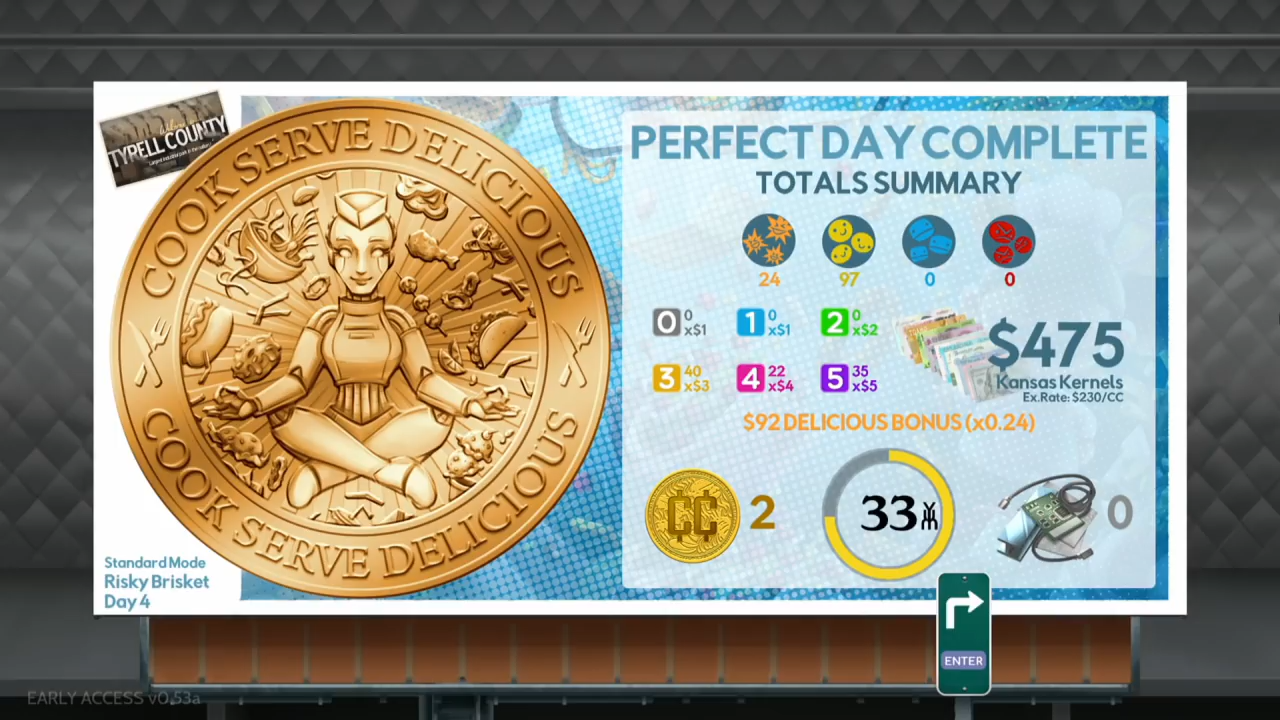 Welcome to
TYRELL COUNTY
COOK SERVE DELICIOUS
COOK SERVE DELICIOUS
PERFECT DAY COMPLETE
TOTALS SUMMARY
24 97 0 0
0 0 x$1 1 0 x$1 2 0 x$2
3 40 x$3 4 22 x$4 5 35 x$5
$475
Kansas Kernels
Ex.Rate: $230/CC
$92 DELICIOUS BONUS (x0.24)
CC 2 33 0
Standard Mode
Risky Brisket
Day 4
ENTER
EARLY ACCESS v0.53a